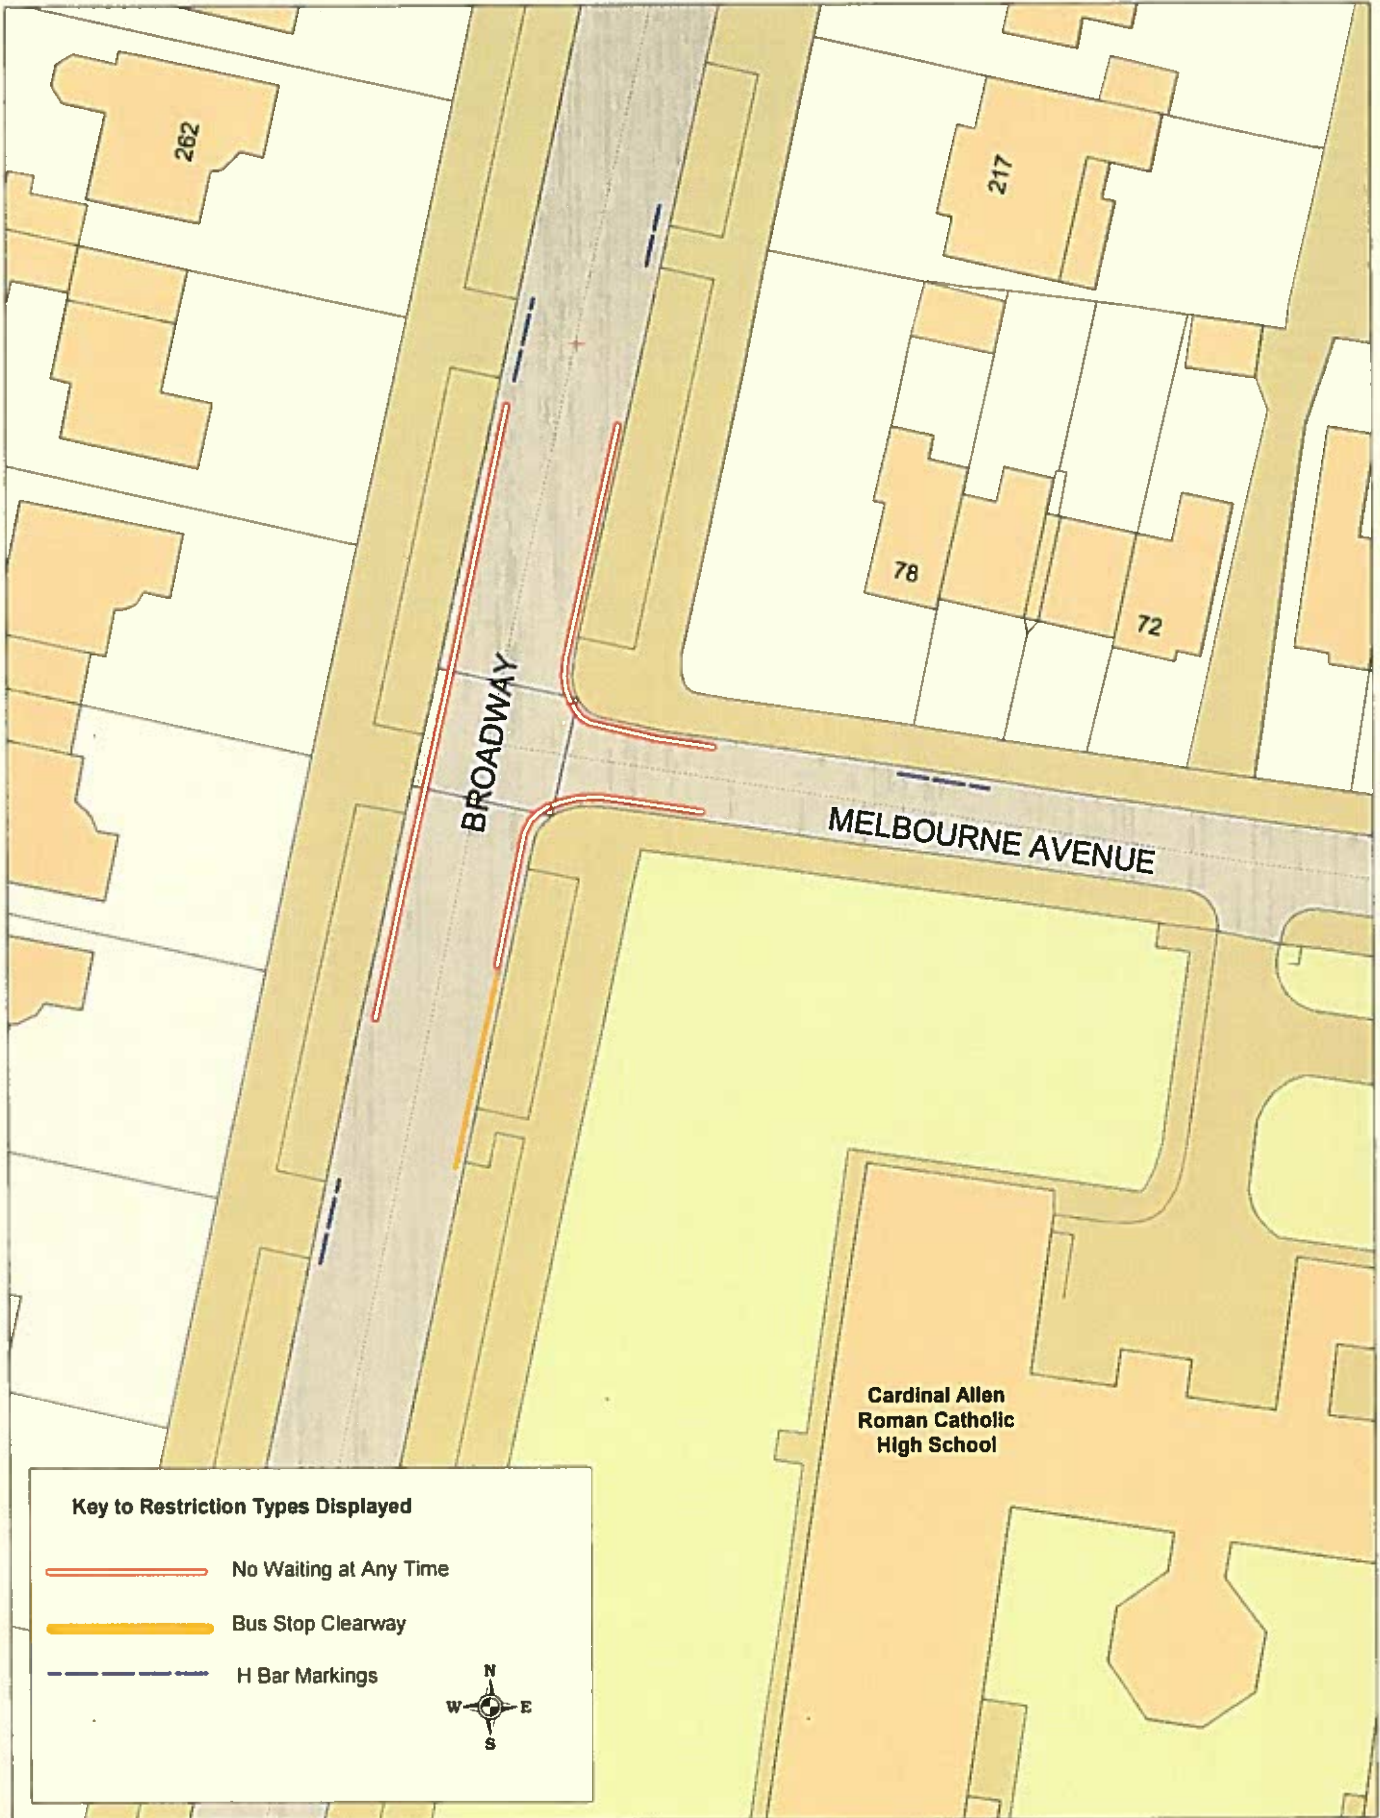 262
217
78
72
BROADWAY
MELBOURNE AVENUE
Cardinal Allen
Roman Catholic
High School
Key to Restriction Types Displayed
No Waiting at Any Time
Bus Stop Clearway
H Bar Markings
N
W E
S